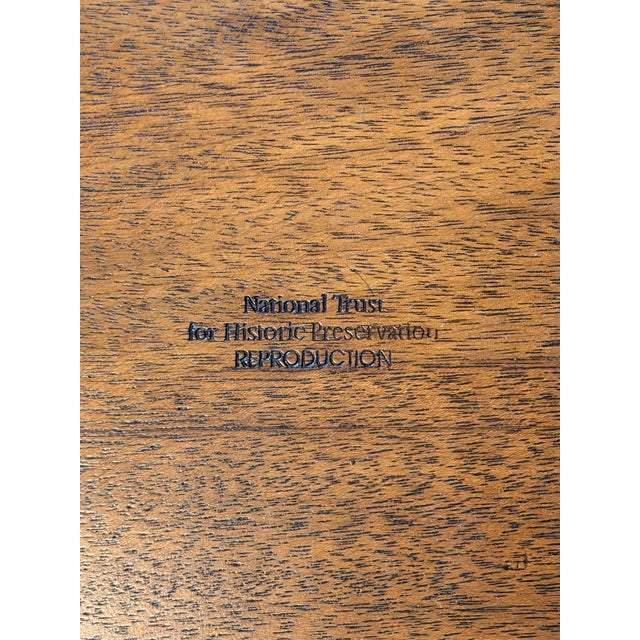 National Trust
for Historic Preservation
REPRODUCTION